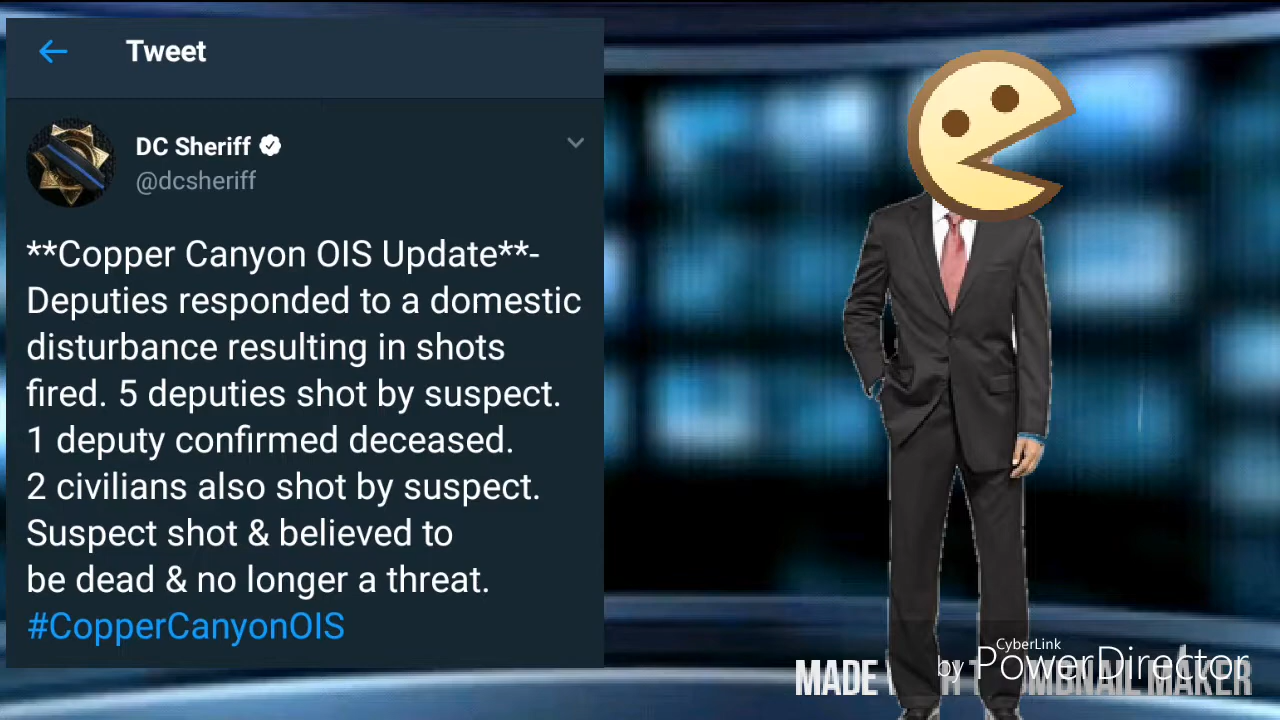 Tweet
DC Sheriff
@dcsheriff
**Copper Canyon OIS Update**-
Deputies responded to a domestic
disturbance resulting in shots
fired. 5 deputies shot by suspect.
1 deputy confirmed deceased.
2 civilians also shot by suspect.
Suspect shot & believed to
be dead & no longer a threat.
#CopperCanyonOIS
CyberLink
by PowerDirector
MADE MAKER